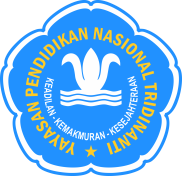 YAYASAN PENDIDIKAN NASIONAL TRIDINANTI
KEADILAN - KEMAKMURAN - KESEJAHTERAAN